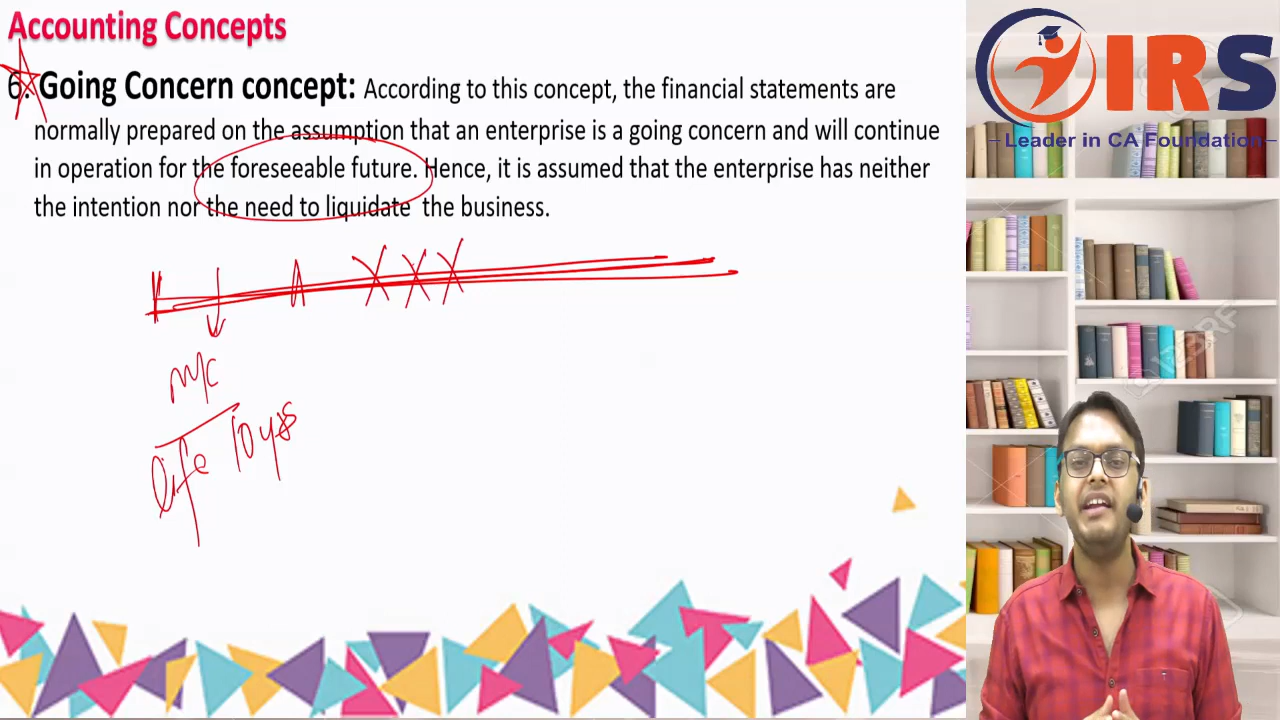 Accounting Concepts
6. Going Concern concept: According to this concept, the financial statements are
normally prepared on the assumption that an enterprise is a going concern and will continue
in operation for the foreseeable future. Hence, it is assumed that the enterprise has neither
the intention nor the need to liquidate the business.
M/C
life 10 yrs
IRS
-Leader in CA Foundation-
123RF